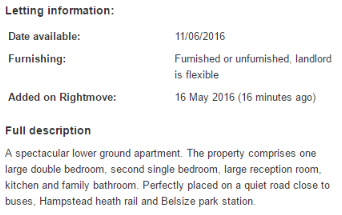 Letting information:
Date available: 11/06/2016
Furnishing: Furnished or unfurnished, landlord
is flexible
Added on Rightmove: 16 May 2016 (16 minutes ago)
Full description
A spectacular lower ground apartment. The property comprises one
large double bedroom, second single bedroom, large reception room,
kitchen and family bathroom. Perfectly placed on a quiet road close to
buses, Hampstead heath rail and Belsize park station.